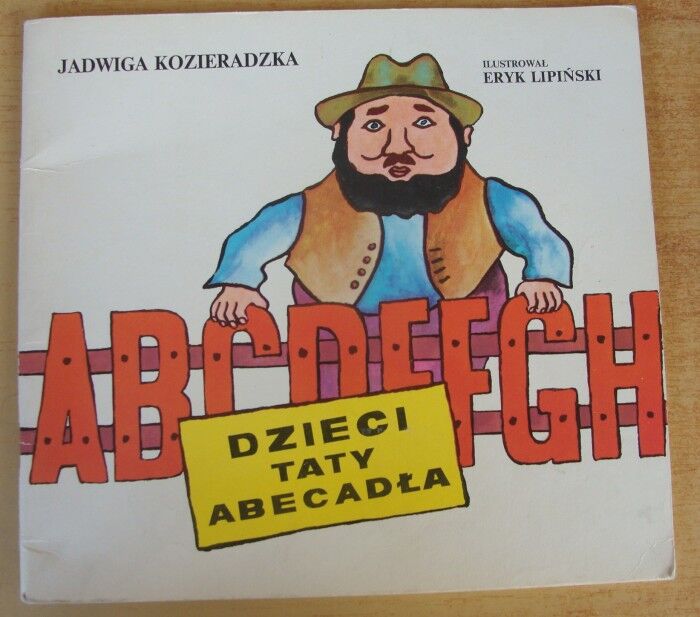 JADWIGA KOZIERADZKA
ILUSTROWAŁ
ERYK LIPIŃSKI
ABCDEFGH
DZIECI
TATY
ABECADŁA